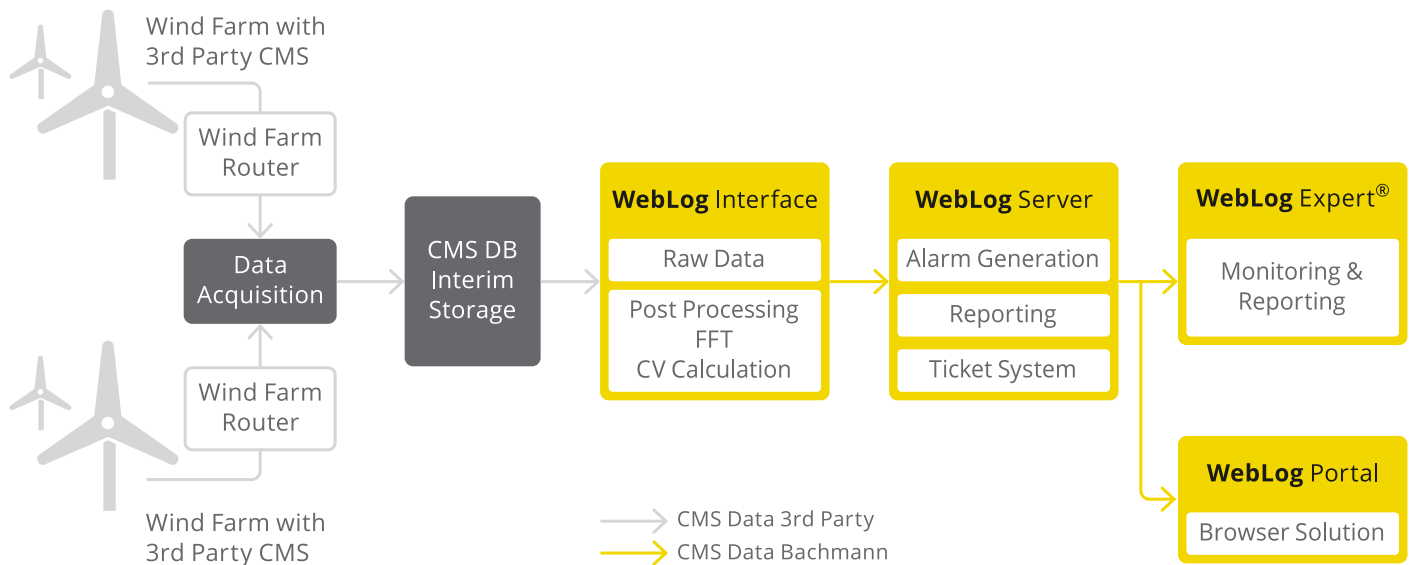 Wind Farm with
3rd Party CMS
Wind Farm
Router
Data
Acquisition
Wind Farm
Router
Wind Farm with
3rd Party CMS
CMS DB
Interim
Storage
WebLog Interface
Raw Data
Post Processing
FFT
CV Calculation
WebLog Server
Alarm Generation
Reporting
Ticket System
WebLog Expert®
Monitoring &
Reporting
WebLog Portal
Browser Solution
CMS Data 3rd Party
CMS Data Bachmann